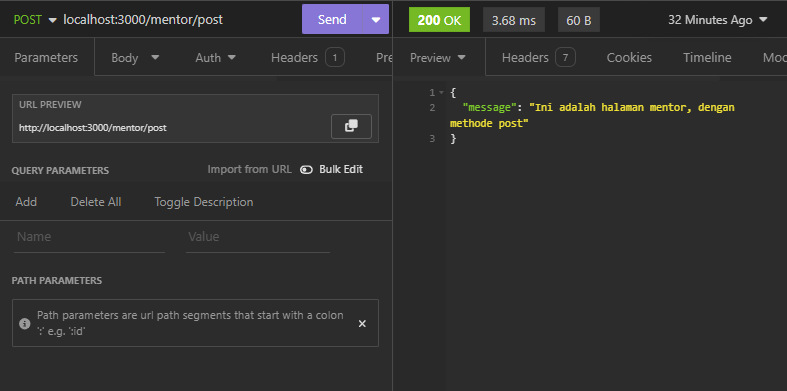 POST localhost:3000/mentor/post Send
200 OK 3.68 ms 60 B 32 Minutes Ago
Parameters Body Auth Headers 1 Pre
Preview Headers 7 Cookies Timeline Moc
URL PREVIEW
http://localhost:3000/mentor/post
QUERY PARAMETERS Import from URL Bulk Edit
Add Delete All Toggle Description
Name Value
PATH PARAMETERS
Path parameters are url path segments that start with a colon
':' e.g. ':id'
1 {
2 "message": "Ini adalah halaman mentor, dengan
methode post"
3 }